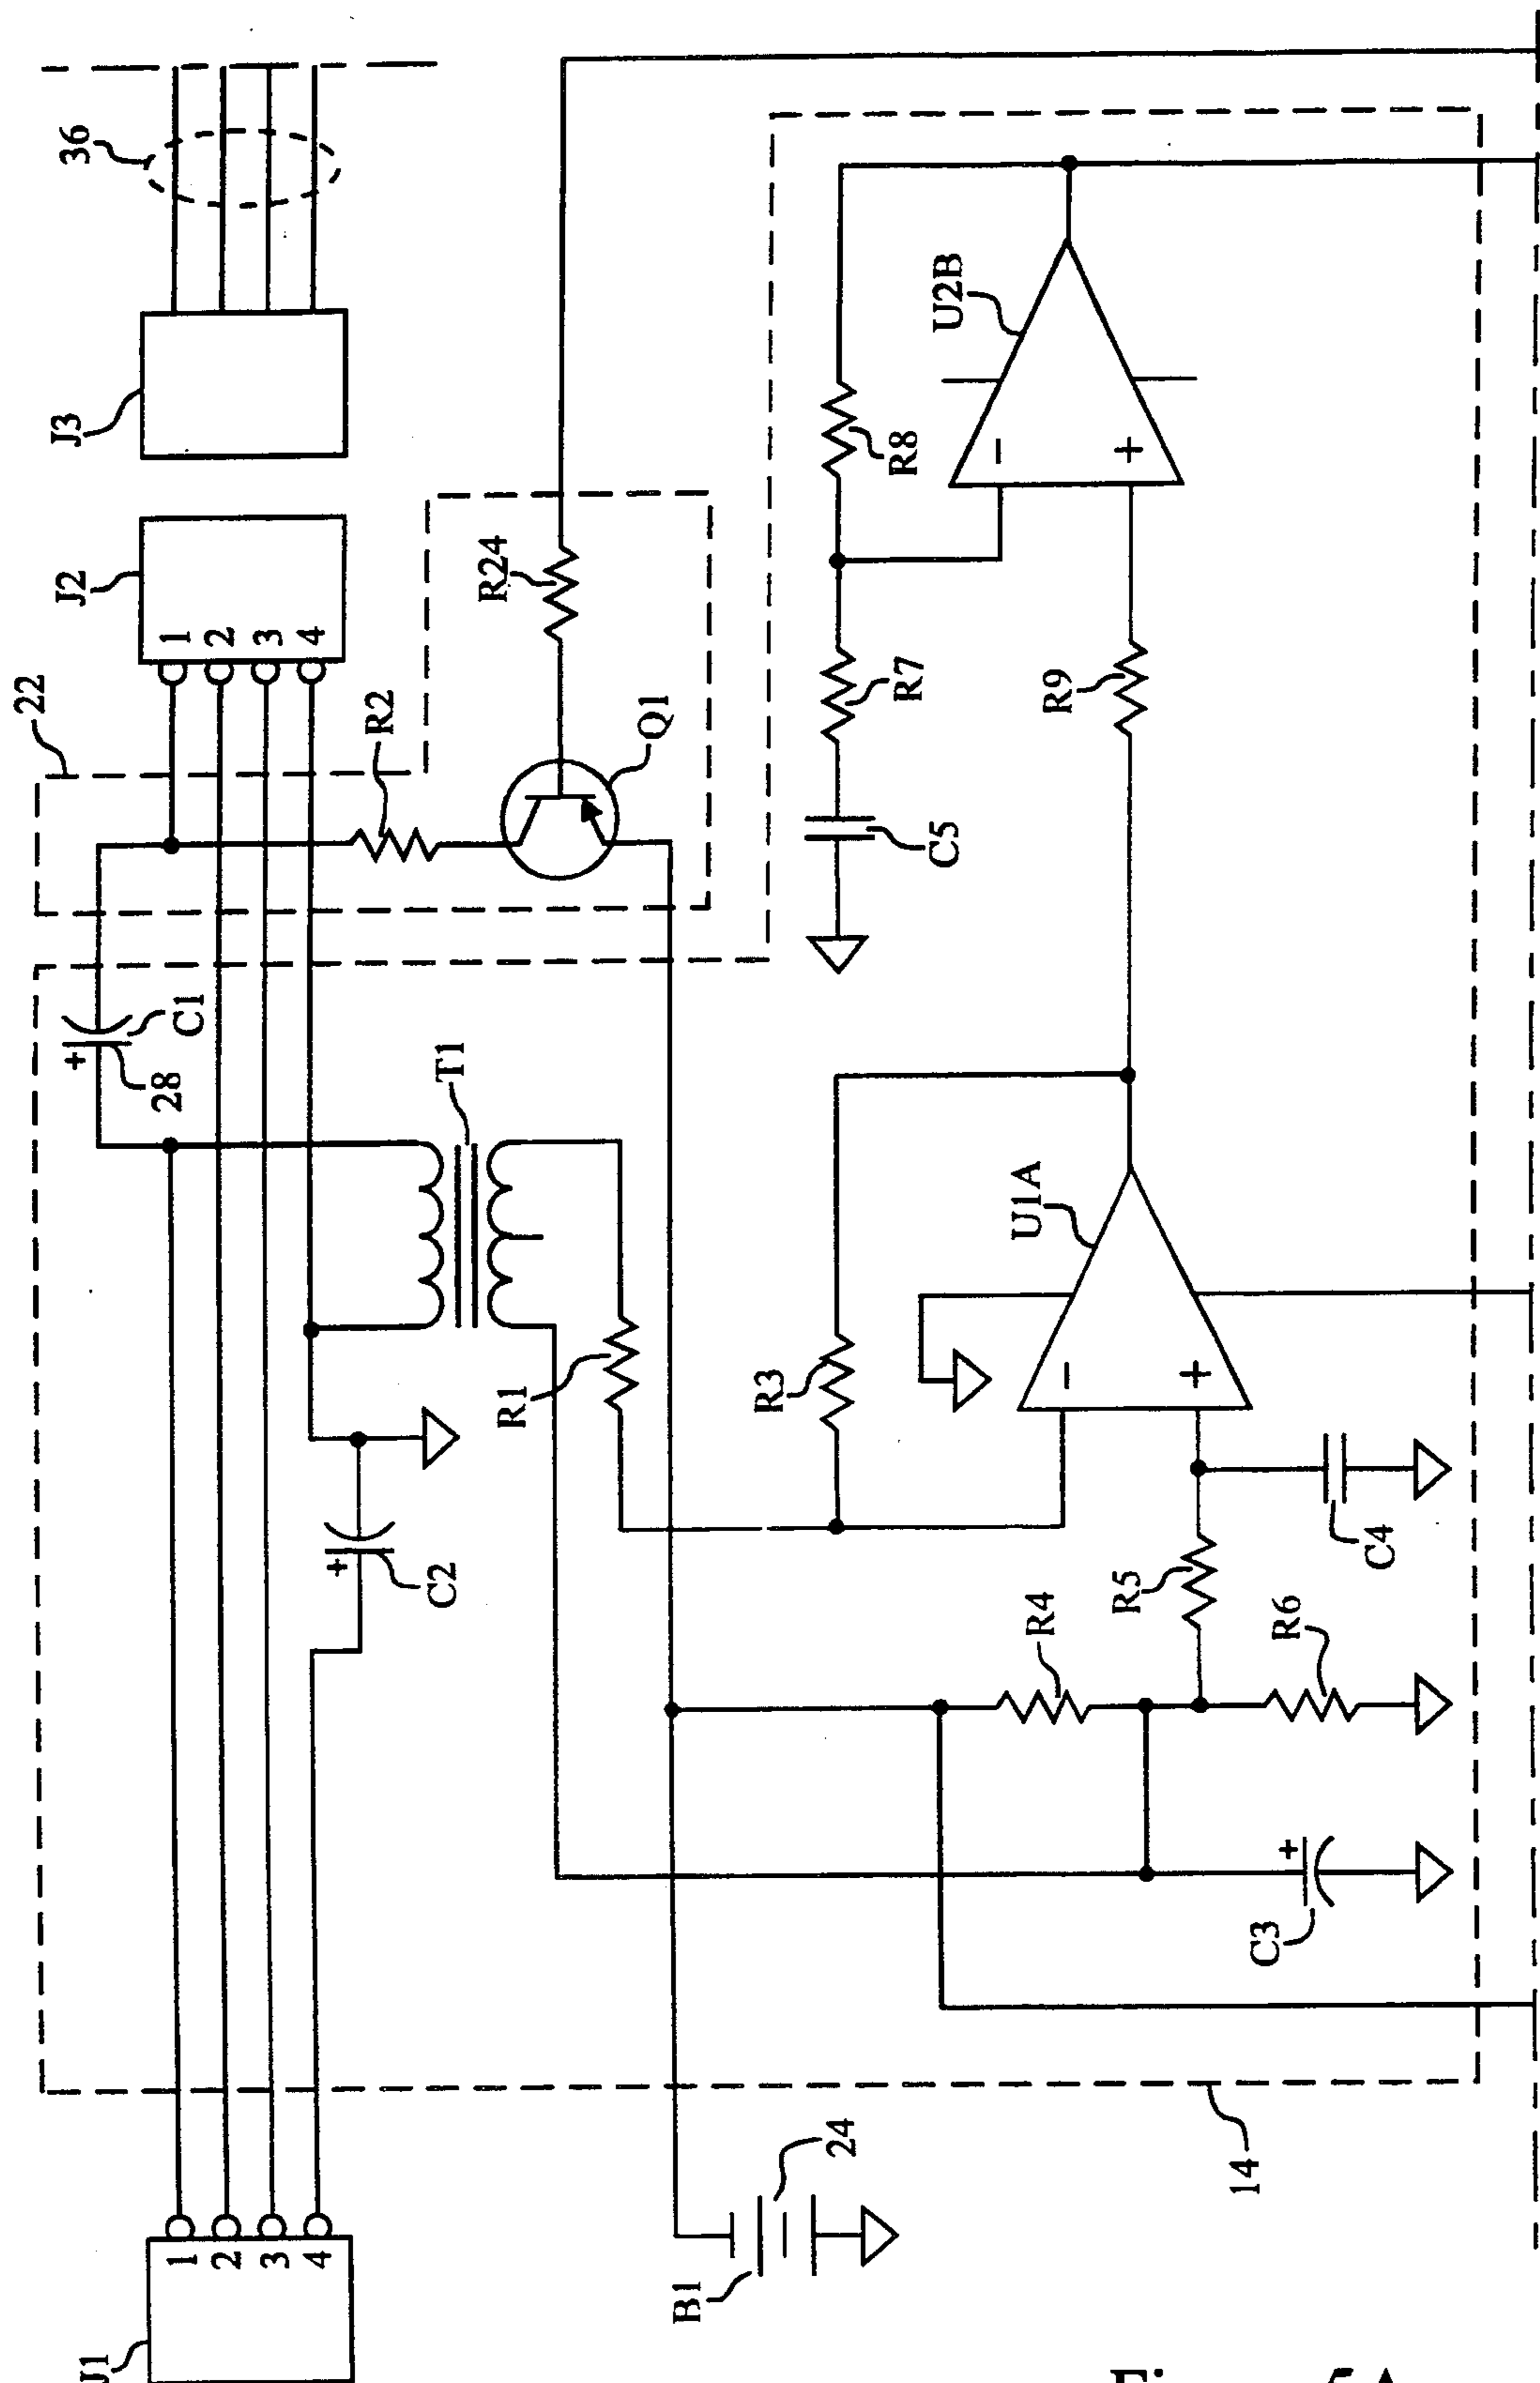 36
J3
J2
1
2
3
4
22
R2
R24
Q1
U2B
R8
R7
R9
C5
+
28
C1
T1
U1A
R1
R3
-
+
-
+
+
C2
R5
C4
R4
R6
+
C3
J1
1
2
3
4
B1
24
14